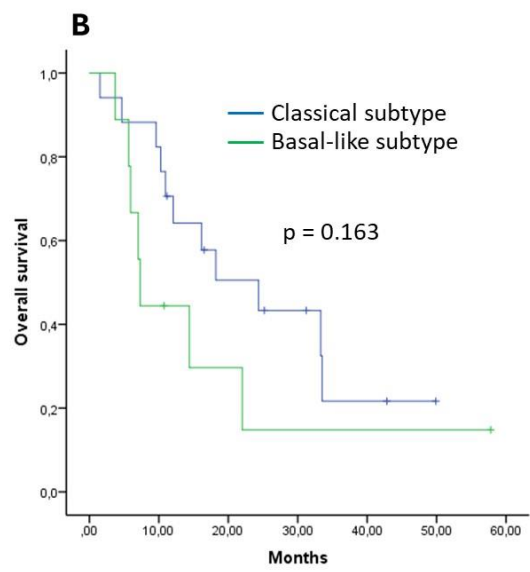 B
1,0
0,8
0,6
0,4
0,2
0,0
Overall survival
Classical subtype
Basal-like subtype
p = 0.163
,00
10,00
20,00
30,00
40,00
50,00
60,00
Months